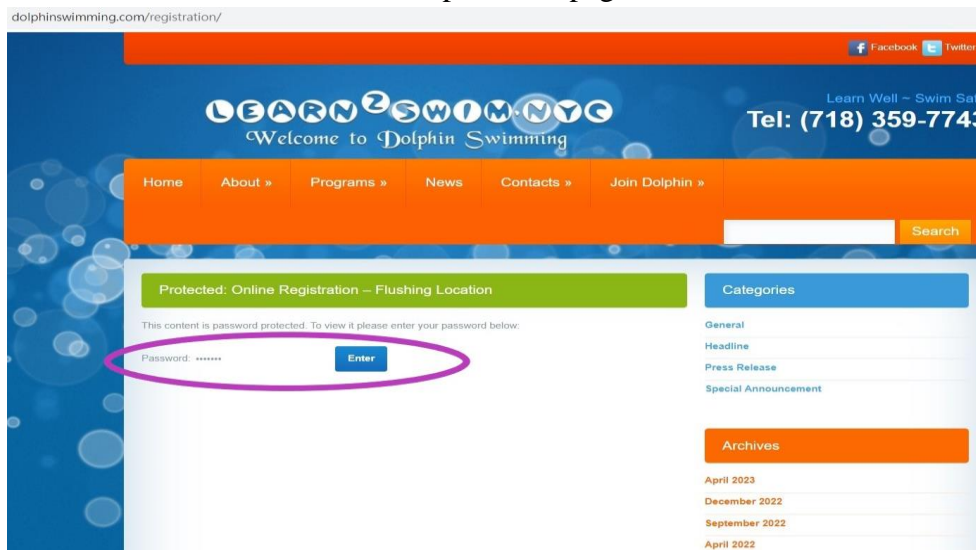 dolphinswimming.com/registration/
Facebook Twitter
LEARN2SWIM.NYC
Welcome to Dolphin Swimming
Learn Well ~ Swim Saf
Tel: (718) 359-7743
Home About » Programs » News Contacts » Join Dolphin »
Search
Protected: Online Registration – Flushing Location
This content is password protected. To view it please enter your password below:
Password: •••••••
Enter
Categories
General
Headline
Press Release
Special Announcement
Archives
April 2023
December 2022
September 2022
April 2022